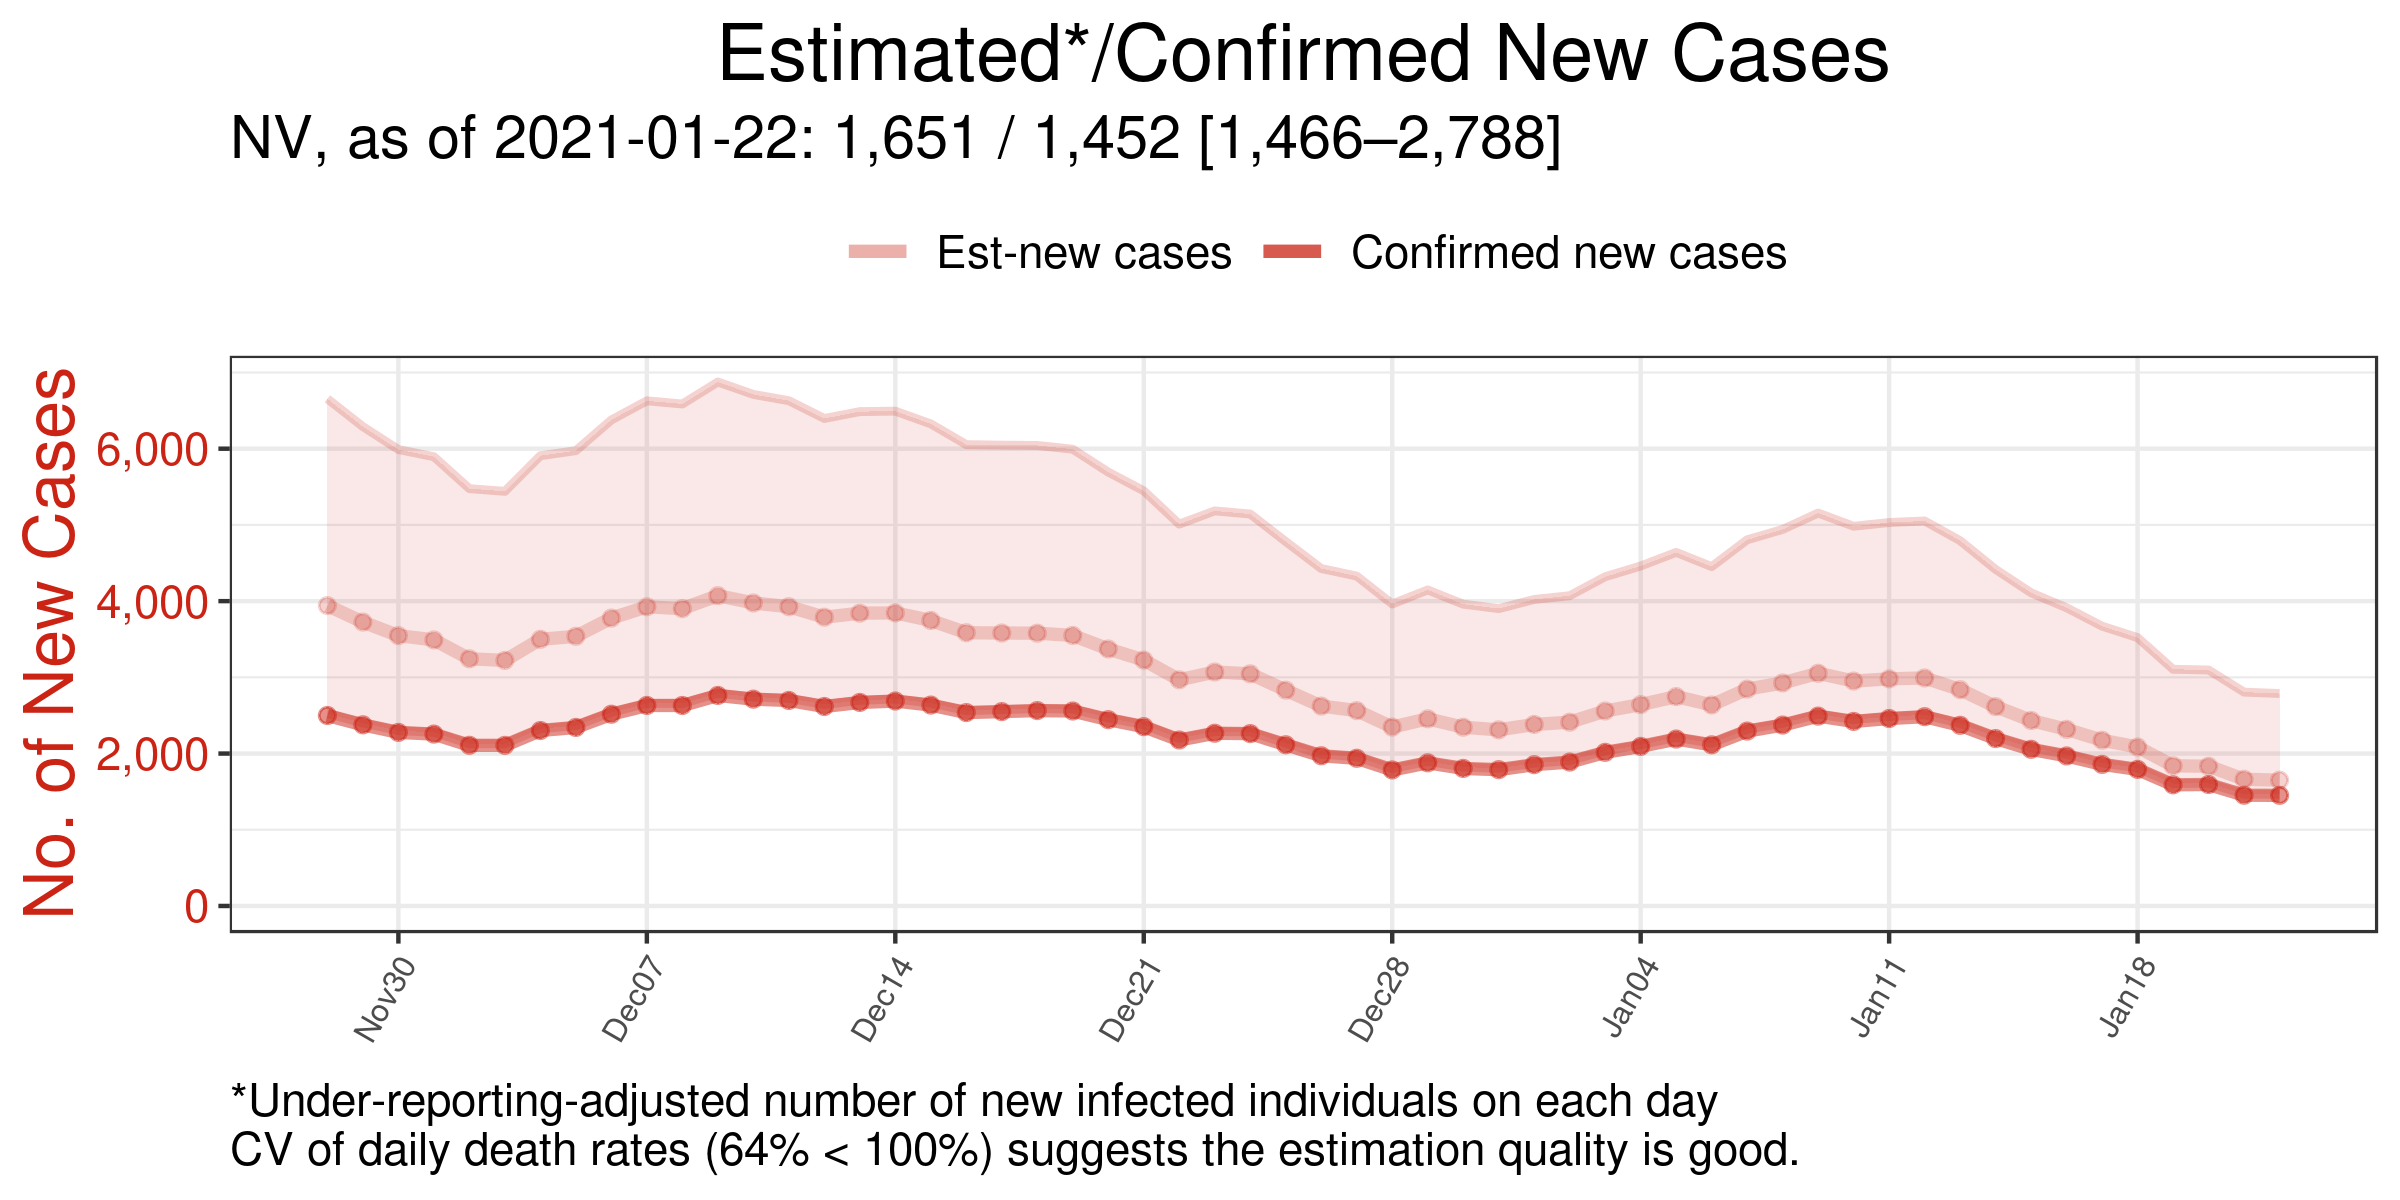 Estimated*/Confirmed New Cases
NV, as of 2021-01-22: 1,651 / 1,452 [1,466–2,788]
Est-new cases
Confirmed new cases
No. of New Cases
6,000
4,000
2,000
0
Nov30
Dec07
Dec14
Dec21
Dec28
Jan04
Jan11
Jan18
*Under-reporting-adjusted number of new infected individuals on each day
CV of daily death rates (64% < 100%) suggests the estimation quality is good.